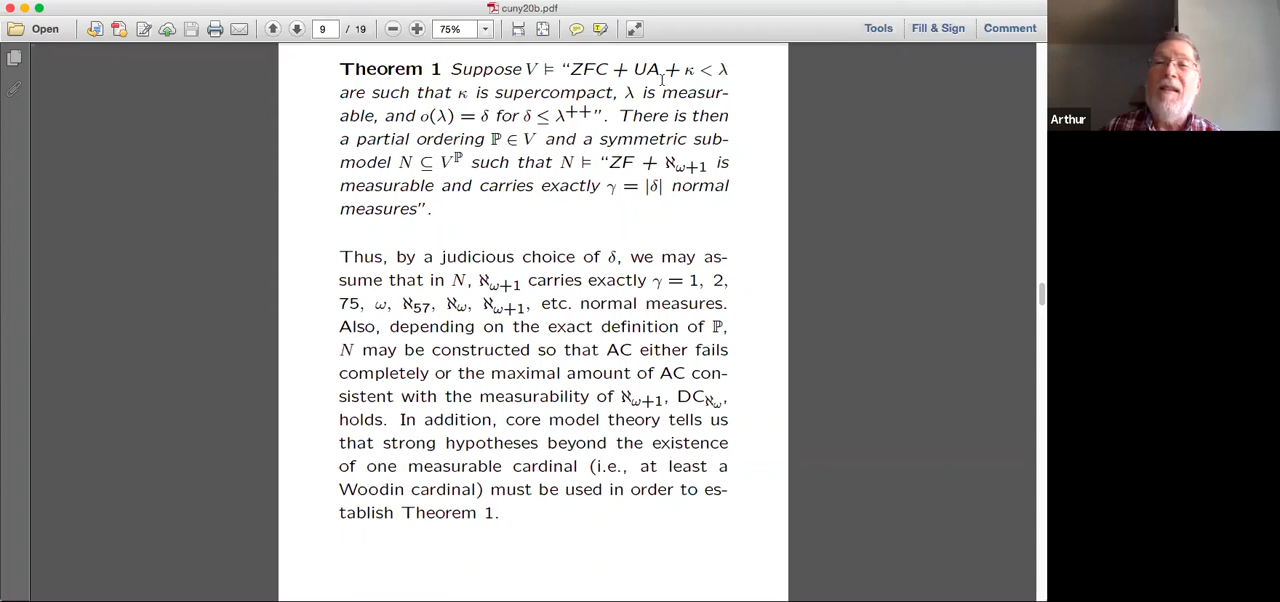 cuny20b.pdf
Open 9 / 19 75% Tools Fill & Sign Comment
Theorem 1 Suppose V ⊨ “ZFC + UA + κ < λ
are such that κ is supercompact, λ is measur-
able, and o(λ) = δ for δ ≤ λ⁺⁺”. There is then
a partial ordering ℙ ∈ V and a symmetric sub-
model N ⊆ V^ℙ such that N ⊨ “ZF + ℵ_{ω+1} is
measurable and carries exactly γ = |δ| normal
measures”.
Thus, by a judicious choice of δ, we may as-
sume that in N, ℵ_{ω+1} carries exactly γ = 1, 2,
75, ω, ℵ₅₇, ℵ_ω, ℵ_{ω+1}, etc. normal measures.
Also, depending on the exact definition of ℙ,
N may be constructed so that AC either fails
completely or the maximal amount of AC con-
sistent with the measurability of ℵ_{ω+1}, DC_{ℵ_ω},
holds. In addition, core model theory tells us
that strong hypotheses beyond the existence
of one measurable cardinal (i.e., at least a
Woodin cardinal) must be used in order to es-
tablish Theorem 1.
Arthur